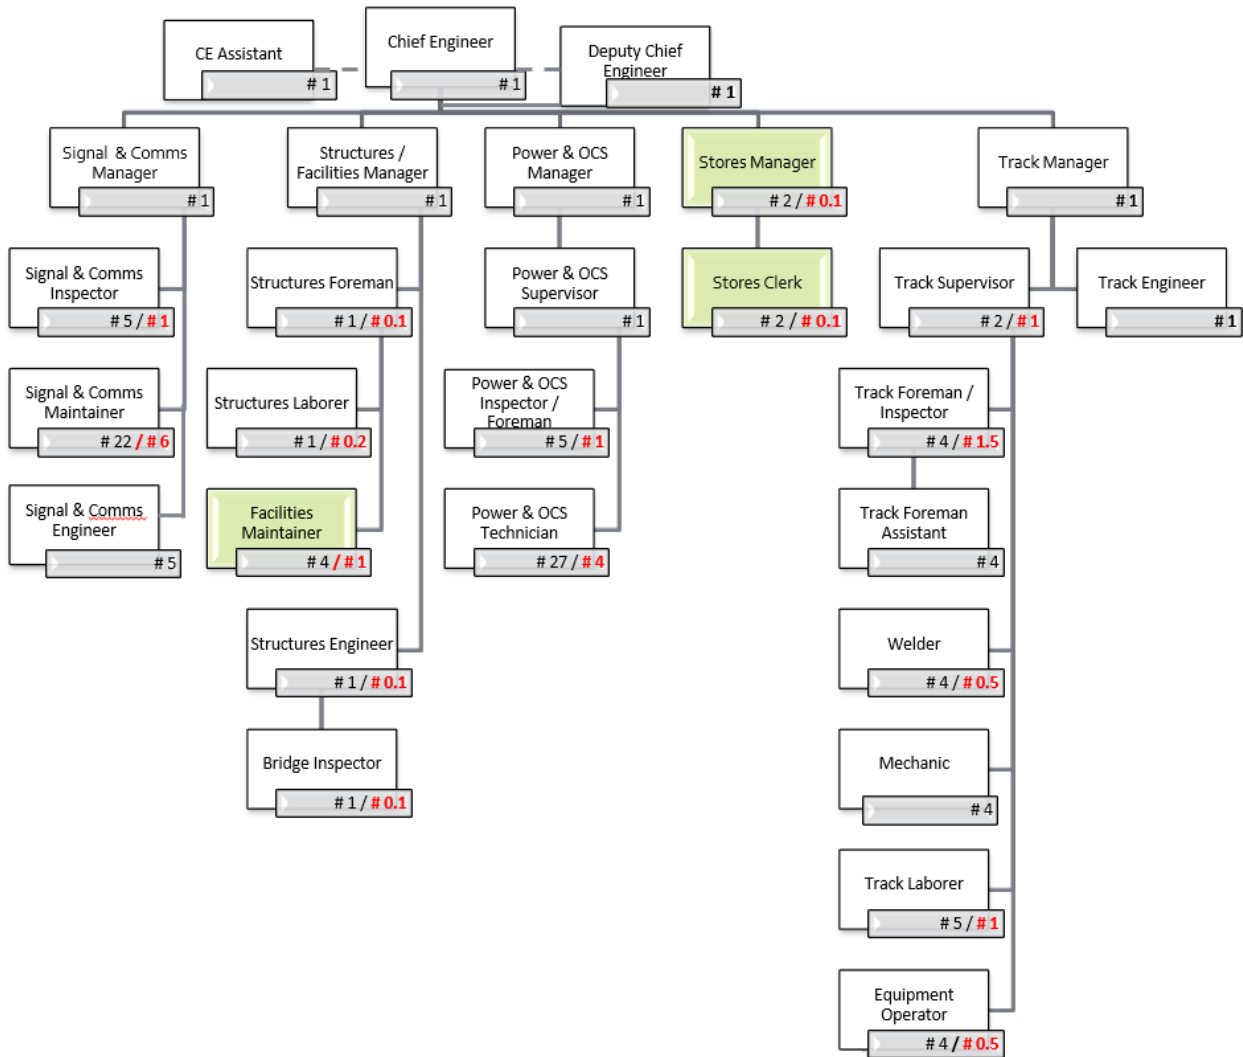 CE Assistant
# 1
Chief Engineer
# 1
Deputy Chief
Engineer
# 1
Signal & Comms
Manager
# 1
Structures /
Facilities Manager
# 1
Power & OCS
Manager
# 1
Stores Manager
# 2 / # 0.1
Track Manager
# 1
Signal & Comms
Inspector
# 5 / # 1
Structures Foreman
# 1 / # 0.1
Power & OCS
Supervisor
# 1
Stores Clerk
# 2 / # 0.1
Track Supervisor
# 2 / # 1
Track Engineer
# 1
Signal & Comms
Maintainer
# 22 / # 6
Structures Laborer
# 1 / # 0.2
Power & OCS
Inspector /
Foreman
# 5 / # 1
Track Foreman /
Inspector
# 4 / # 1.5
Signal & Comms
Engineer
# 5
Facilities
Maintainer
# 4 / # 1
Power & OCS
Technician
# 27 / # 4
Track Foreman
Assistant
# 4
Structures Engineer
# 1 / # 0.1
Welder
# 4 / # 0.5
Bridge Inspector
# 1 / # 0.1
Mechanic
# 4
Track Laborer
# 5 / # 1
Equipment
Operator
# 4 / # 0.5